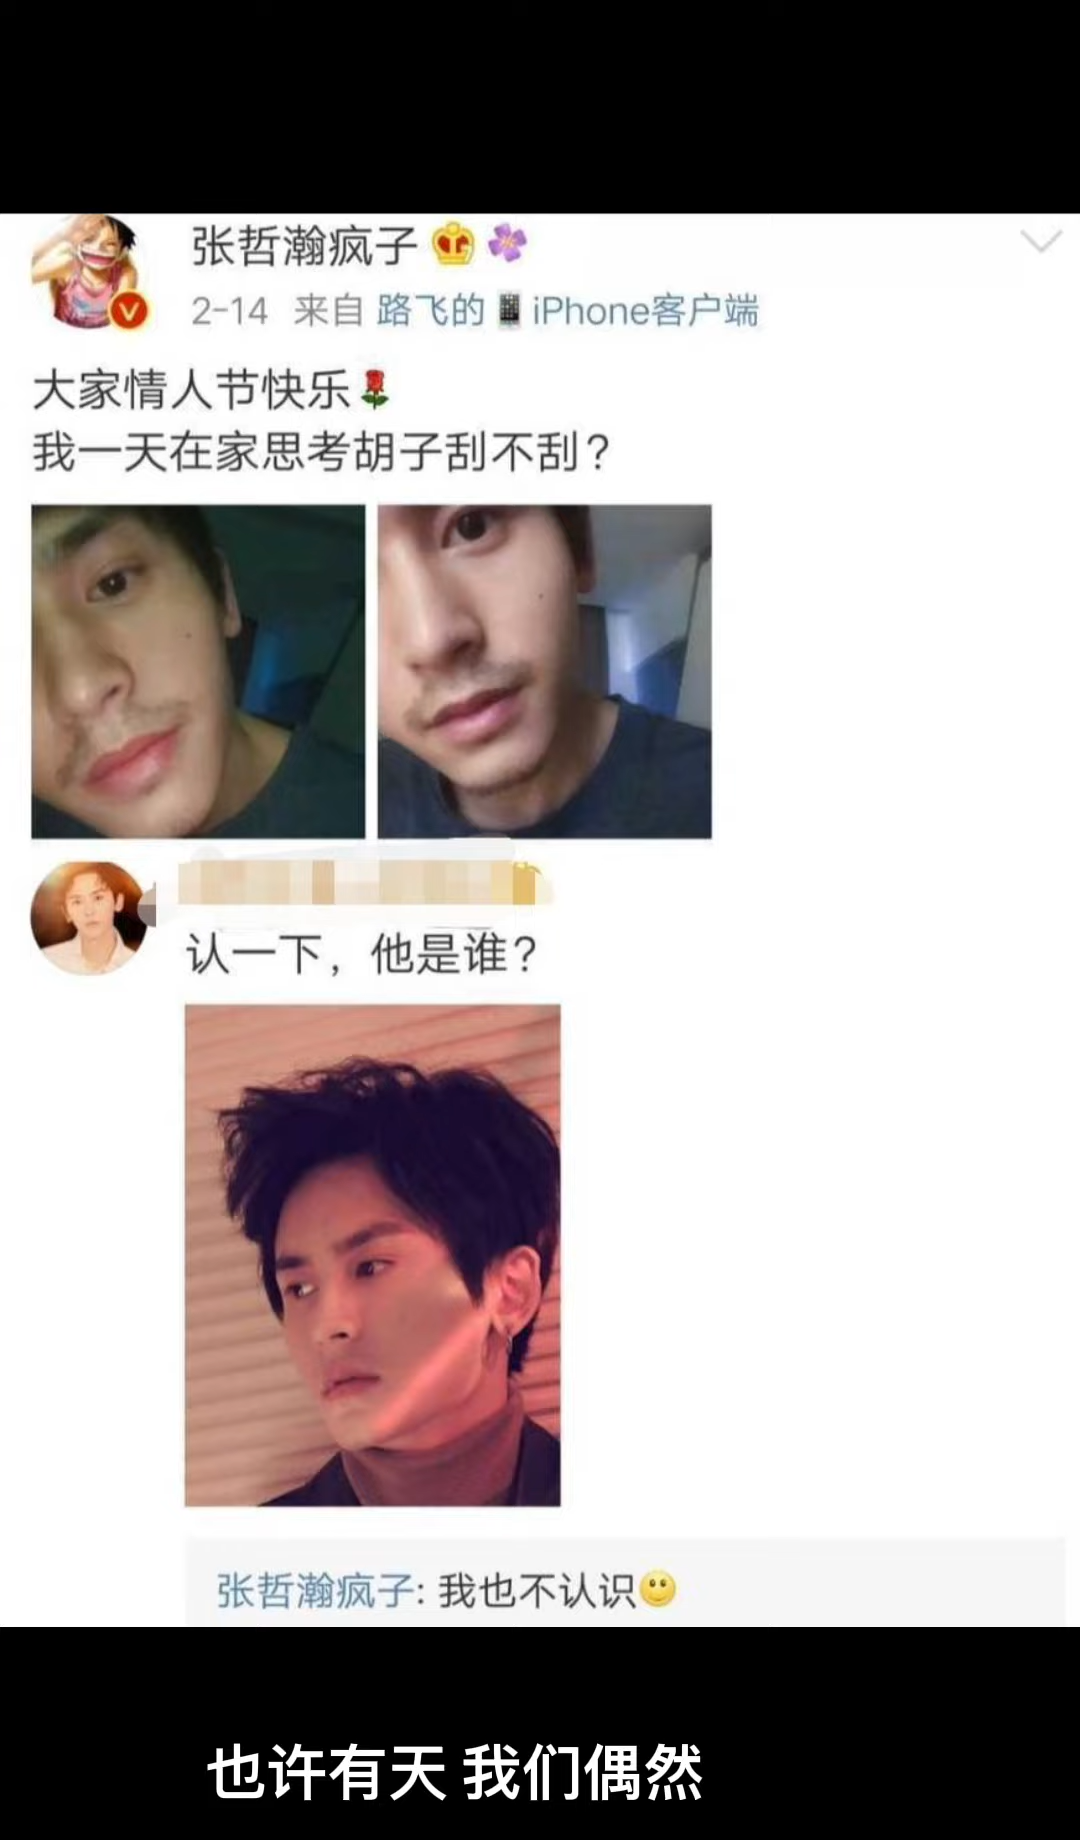 张哲瀚疯子
2-14 来自 路飞的📱iPhone客户端
大家情人节快乐🌹
我一天在家思考胡子刮不刮？
认一下，他是谁？
张哲瀚疯子: 我也不认识🙂
也许有天 我们偶然